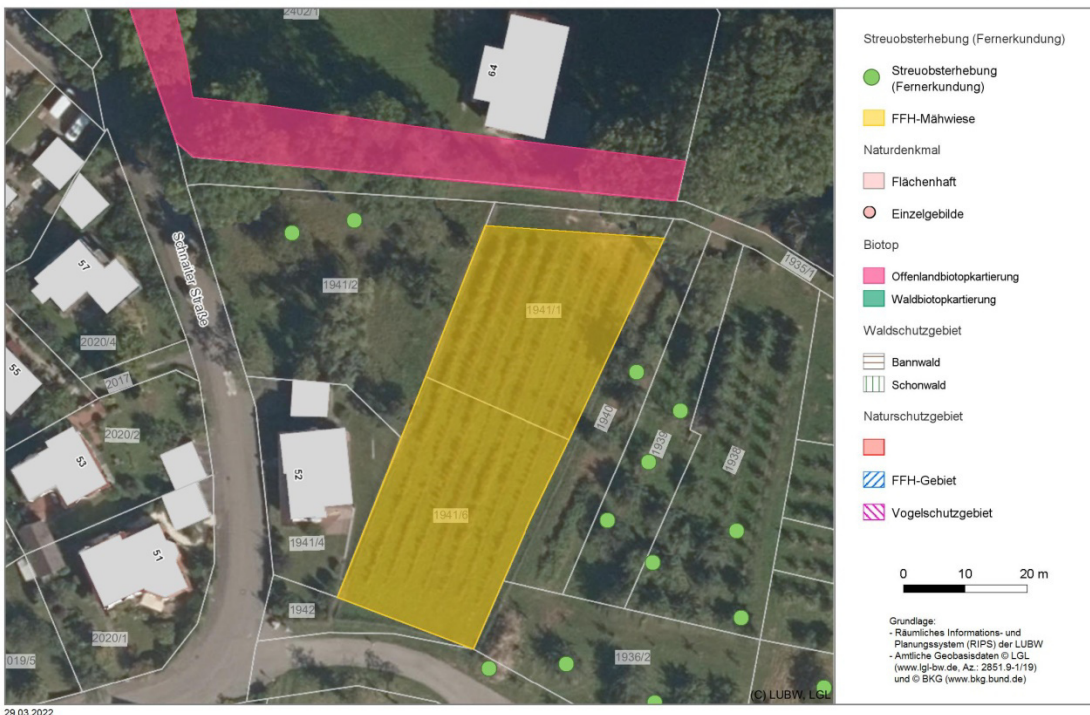 2402/1
64
Schnaiter Straße
57
2020/4
55
2017
2020/2
53
51
2020/1
019/5
1941/2
1941/1
1935/1
1940
1939
1938
52
1941/6
1941/4
1942
1936/2
(C) LUBW, LGL
29.03.2022
Streuobsterhebung (Fernerkundung)
Streuobsterhebung
(Fernerkundung)
FFH-Mähwiese
Naturdenkmal
Flächenhaft
Einzelgebilde
Biotop
Offenlandbiotopkartierung
Waldbiotopkartierung
Waldschutzgebiet
Bannwald
Schonwald
Naturschutzgebiet
FFH-Gebiet
Vogelschutzgebiet
0 10 20 m
Grundlage:
- Räumliches Informations- und
Planungssystem (RIPS) der LUBW
- Amtliche Geobasisdaten © LGL
(www.lgl-bw.de, Az.: 2851.9-1/19)
und © BKG (www.bkg.bund.de)